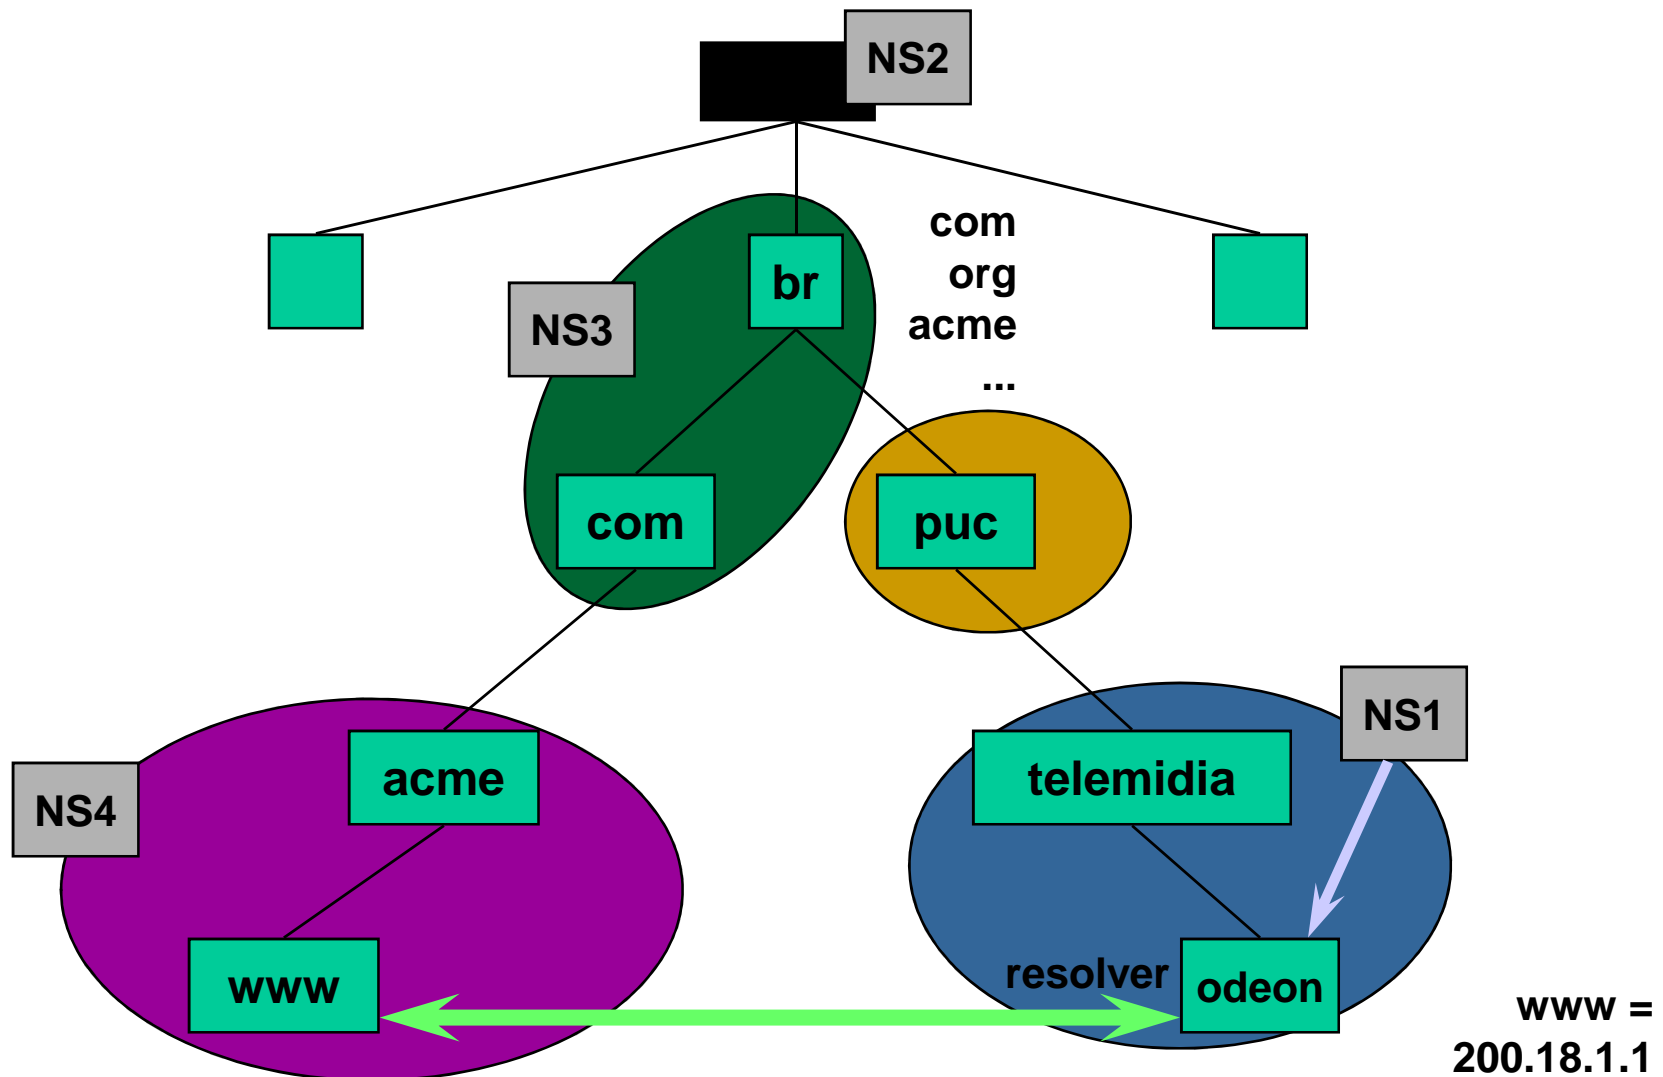 NS2
com
org
acme
...
br
NS3
com
puc
NS1
acme
telemidia
NS4
www
resolver
odeon
www =
200.18.1.1